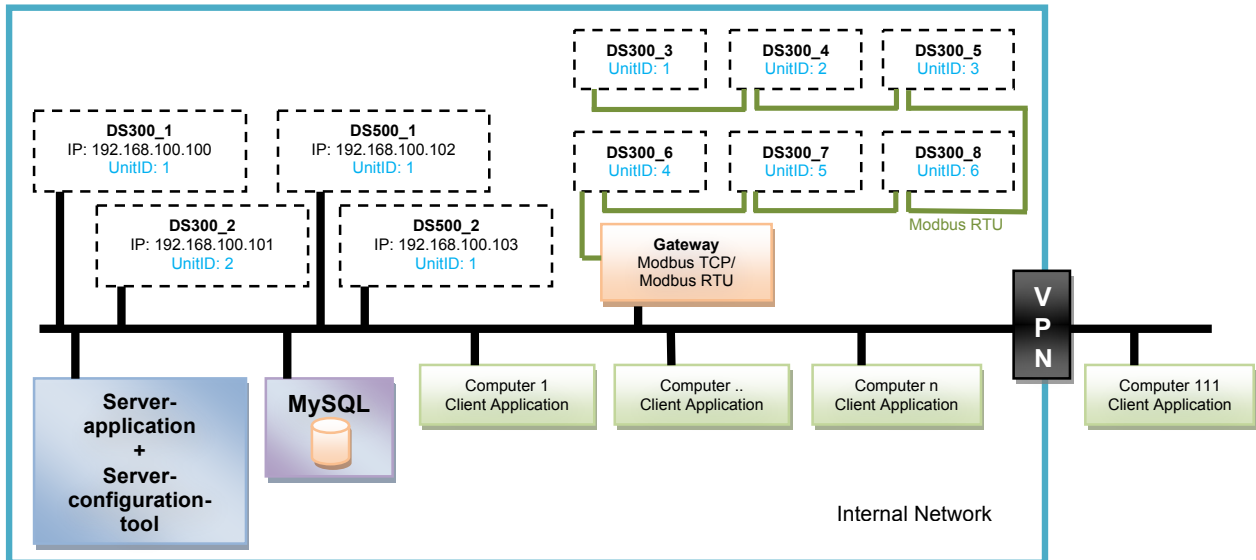 DS300_3
UnitID: 1
DS300_4
UnitID: 2
DS300_5
UnitID: 3
DS300_1
IP: 192.168.100.100
UnitID: 1
DS500_1
IP: 192.168.100.102
UnitID: 1
DS300_6
UnitID: 4
DS300_7
UnitID: 5
DS300_8
UnitID: 6
DS300_2
IP: 192.168.100.101
UnitID: 2
DS500_2
IP: 192.168.100.103
UnitID: 1
Modbus RTU
Gateway
Modbus TCP/
Modbus RTU
V
P
N
Server-
application
+
Server-
configuration-
tool
MySQL
Computer 1
Client Application
Computer ..
Client Application
Computer n
Client Application
Computer 111
Client Application
Internal Network